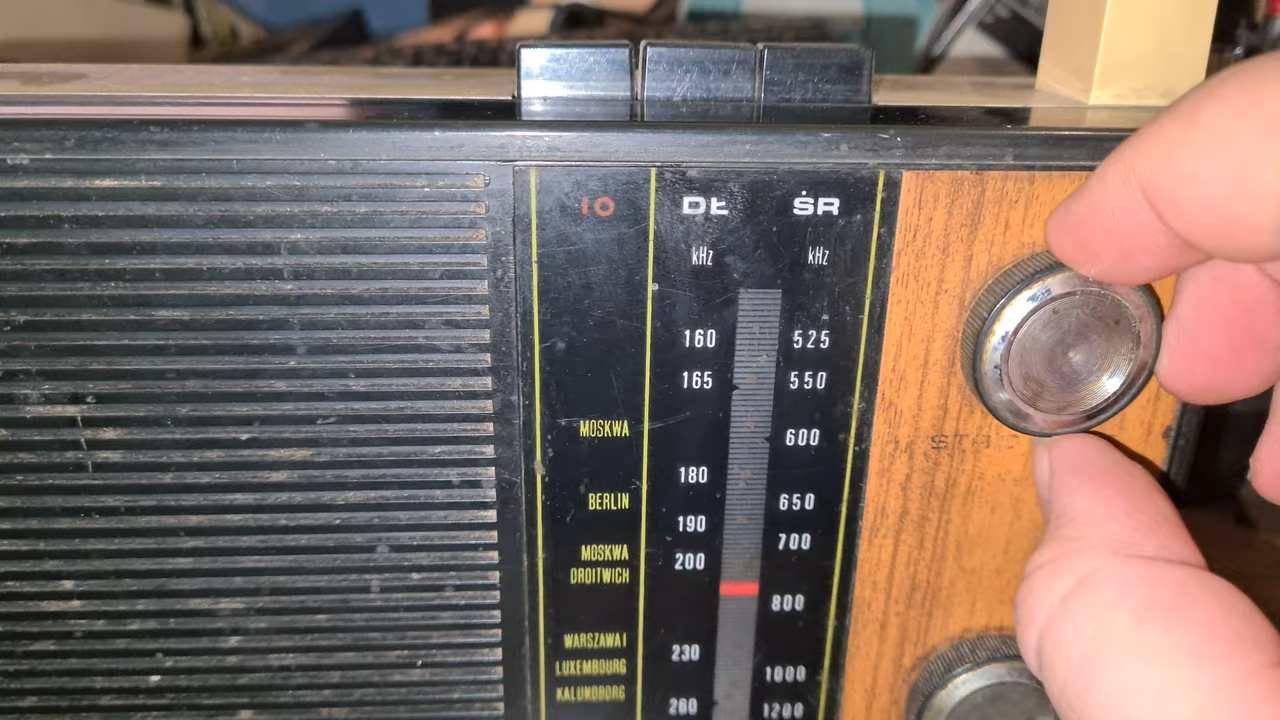 IO DŁ ŚR
kHz kHz
160 525
165 550
MOSKWA 600
180
BERLIN 650
190
MOSKWA 200 700
DROITWICH
800
WARSZAWA I
230
LUXEMBOURG 1000
KALUNDBORG
260 1200